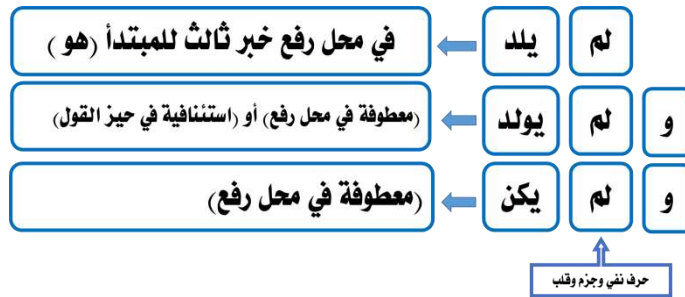 لم يلد في محل رفع خبر ثالث للمبتدأ (هو)
و لم يولد (معطوفة في محل رفع) أو (استئنافية في حيز القول)
و لم يكن (معطوفة في محل رفع)
حرف نفي وجزم وقلب